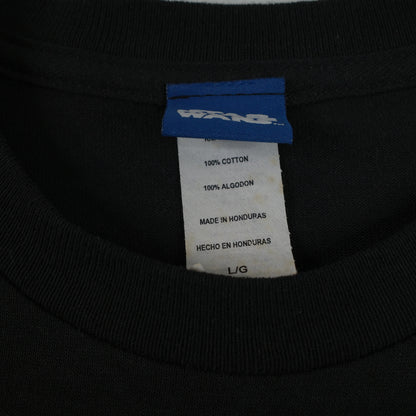 100% COTTON
100% ALGODON
MADE IN HONDURAS
HECHO EN HONDURAS
L/G